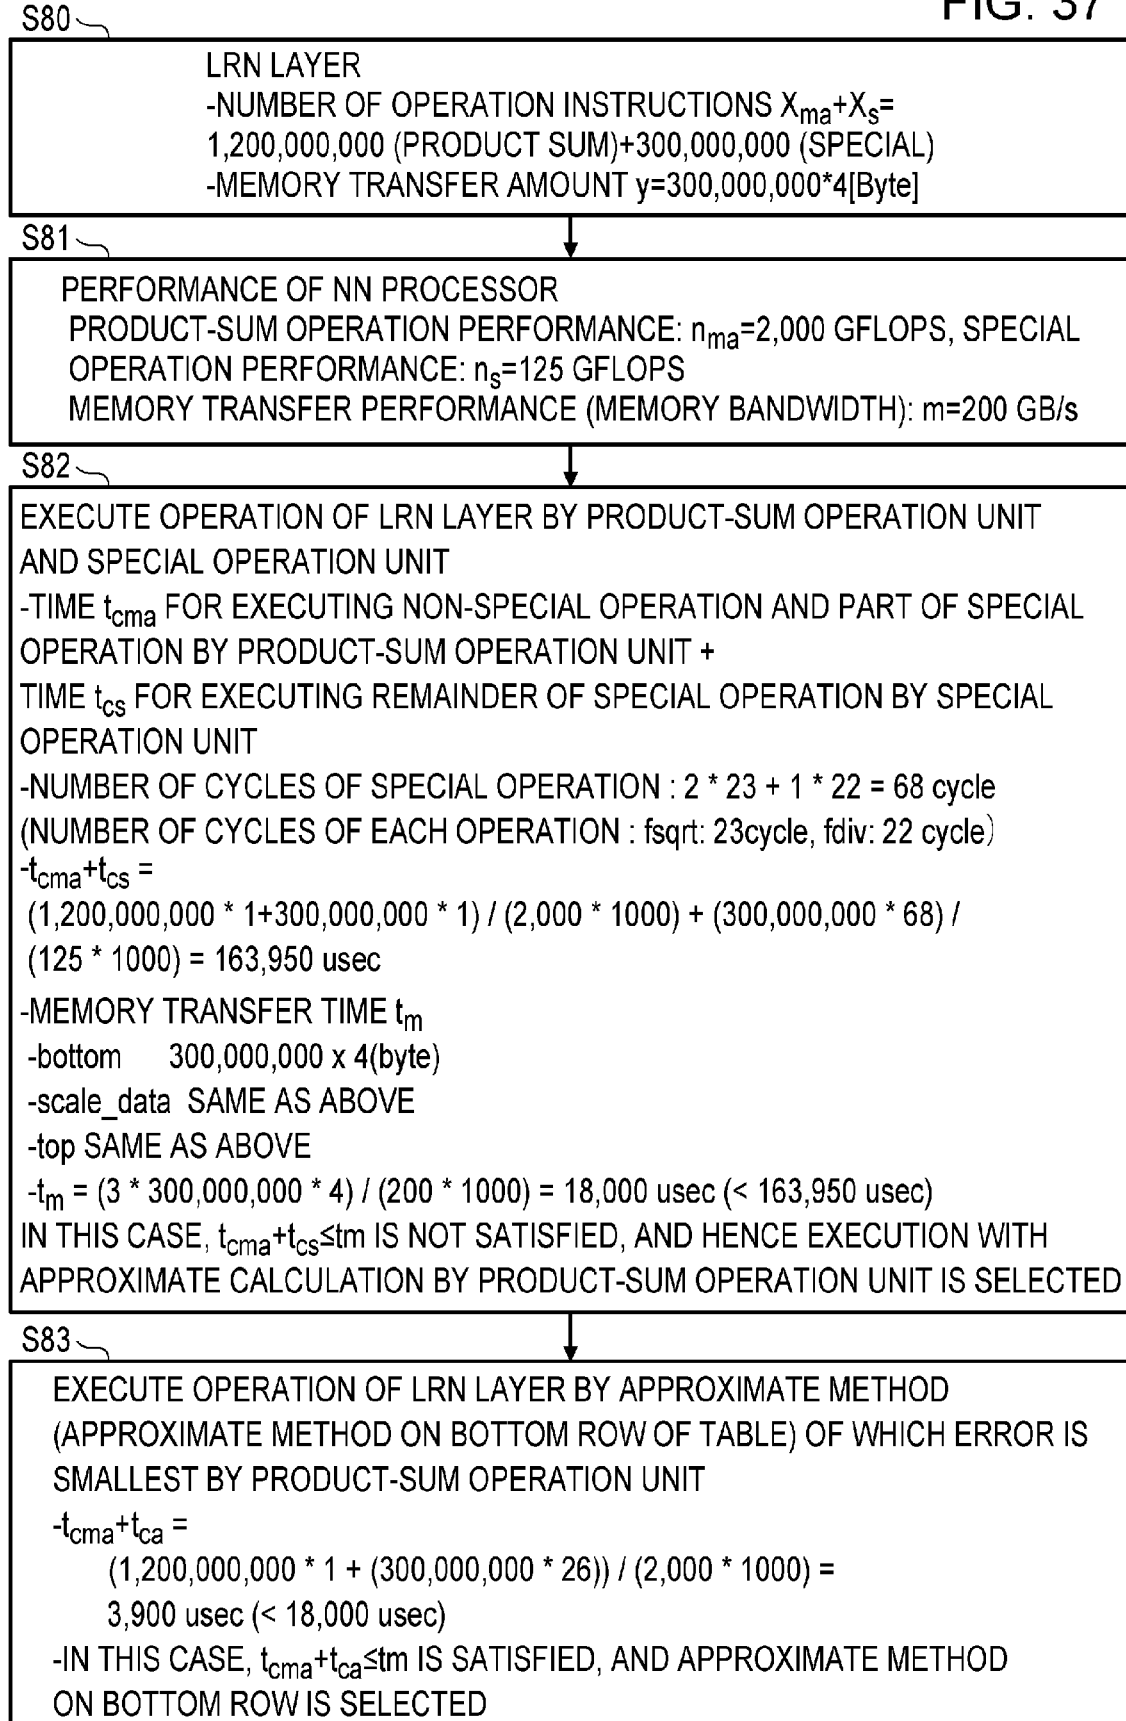 FIG. 37
S80
LRN LAYER
-NUMBER OF OPERATION INSTRUCTIONS Xma+Xs=
1,200,000,000 (PRODUCT SUM)+300,000,000 (SPECIAL)
-MEMORY TRANSFER AMOUNT y=300,000,000*4[Byte]
S81
PERFORMANCE OF NN PROCESSOR
PRODUCT-SUM OPERATION PERFORMANCE: nma=2,000 GFLOPS, SPECIAL
OPERATION PERFORMANCE: ns=125 GFLOPS
MEMORY TRANSFER PERFORMANCE (MEMORY BANDWIDTH): m=200 GB/s
S82
EXECUTE OPERATION OF LRN LAYER BY PRODUCT-SUM OPERATION UNIT
AND SPECIAL OPERATION UNIT
-TIME tcma FOR EXECUTING NON-SPECIAL OPERATION AND PART OF SPECIAL
OPERATION BY PRODUCT-SUM OPERATION UNIT +
TIME tcs FOR EXECUTING REMAINDER OF SPECIAL OPERATION BY SPECIAL
OPERATION UNIT
-NUMBER OF CYCLES OF SPECIAL OPERATION : 2 * 23 + 1 * 22 = 68 cycle
(NUMBER OF CYCLES OF EACH OPERATION : fsqrt: 23cycle, fdiv: 22 cycle)
-tcma+tcs =
(1,200,000,000 * 1+300,000,000 * 1) / (2,000 * 1000) + (300,000,000 * 68) /
(125 * 1000) = 163,950 usec
-MEMORY TRANSFER TIME tm
-bottom 300,000,000 x 4(byte)
-scale_data SAME AS ABOVE
-top SAME AS ABOVE
-tm = (3 * 300,000,000 * 4) / (200 * 1000) = 18,000 usec (< 163,950 usec)
IN THIS CASE, tcma+tcs≤tm IS NOT SATISFIED, AND HENCE EXECUTION WITH
APPROXIMATE CALCULATION BY PRODUCT-SUM OPERATION UNIT IS SELECTED
S83
EXECUTE OPERATION OF LRN LAYER BY APPROXIMATE METHOD
(APPROXIMATE METHOD ON BOTTOM ROW OF TABLE) OF WHICH ERROR IS
SMALLEST BY PRODUCT-SUM OPERATION UNIT
-tcma+tca =
(1,200,000,000 * 1 + (300,000,000 * 26)) / (2,000 * 1000) =
3,900 usec (< 18,000 usec)
-IN THIS CASE, tcma+tca≤tm IS SATISFIED, AND APPROXIMATE METHOD
ON BOTTOM ROW IS SELECTED